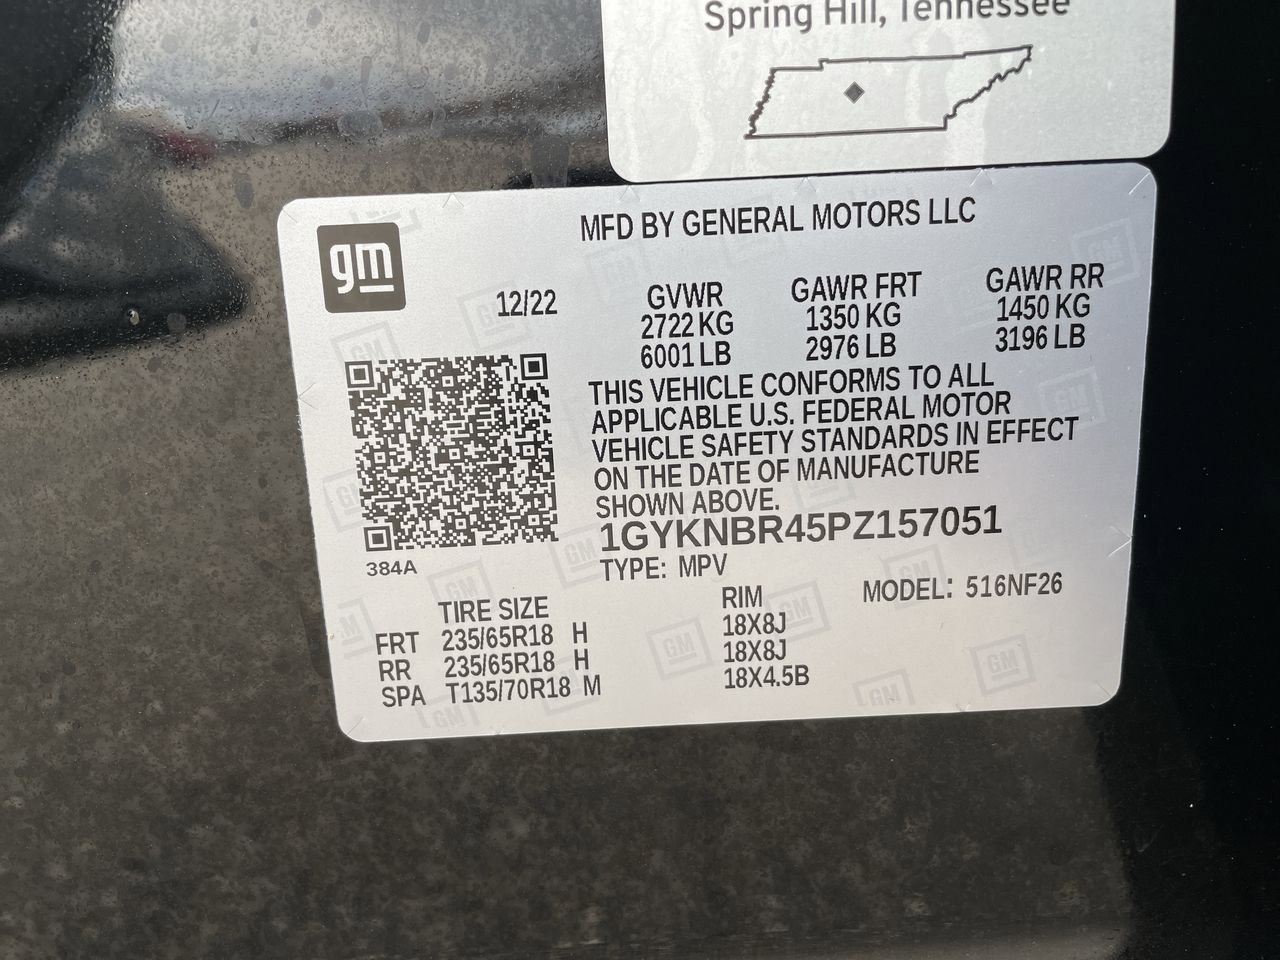 Spring Hill, Tennessee
MFD BY GENERAL MOTORS LLC
gm
12/22
GVWR GAWR FRT GAWR RR
2722 KG 1350 KG 1450 KG
6001 LB 2976 LB 3196 LB
THIS VEHICLE CONFORMS TO ALL
APPLICABLE U.S. FEDERAL MOTOR
VEHICLE SAFETY STANDARDS IN EFFECT
ON THE DATE OF MANUFACTURE
SHOWN ABOVE.
1GYKNBR45PZ157051
384A
TYPE: MPV MODEL: 516NF26
TIRE SIZE RIM
FRT 235/65R18 H 18X8J
RR 235/65R18 H 18X8J
SPA T135/70R18 M 18X4.5B